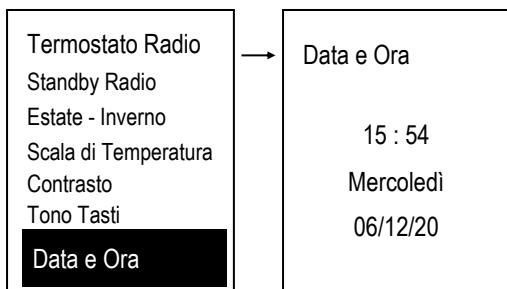 Termostato Radio
Standby Radio
Estate - Inverno
Scala di Temperatura
Contrasto
Tono Tasti
Data e Ora
Data e Ora
15 : 54
Mercoledì
06/12/20